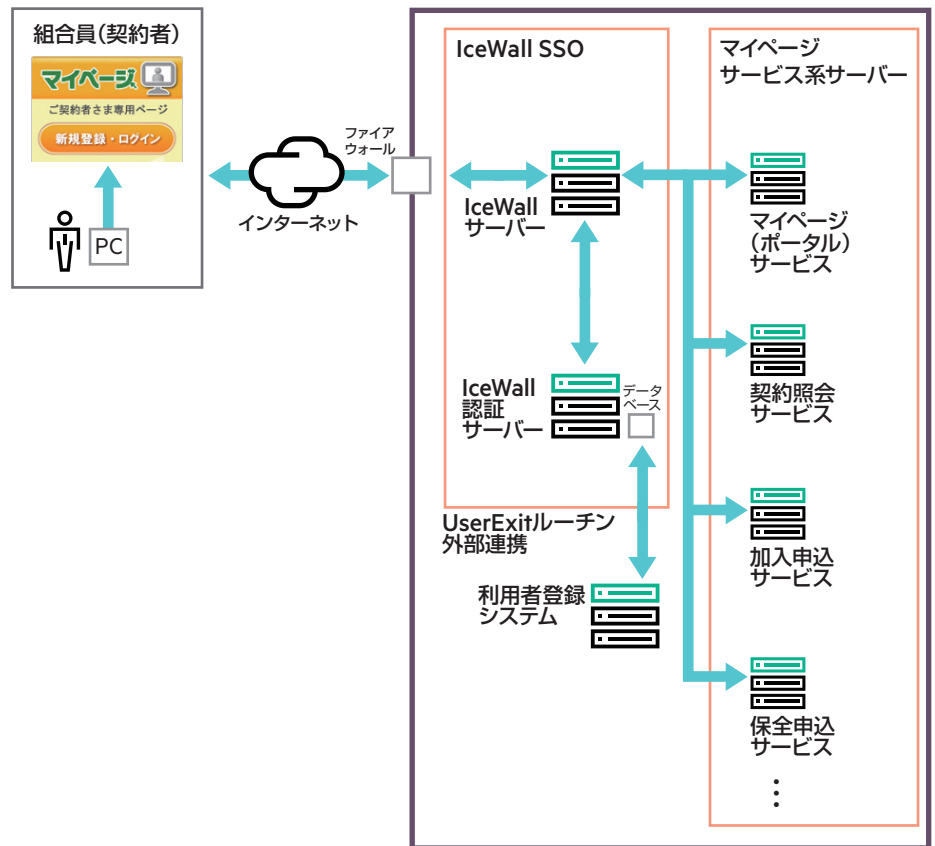 組合員(契約者)
マイページ
ご契約者さま専用ページ
新規登録・ログイン
PC
インターネット
ファイア
ウォール
IceWall SSO
IceWall
サーバー
IceWall
認証
サーバー
データ
ベース
UserExitルーチン
外部連携
利用者登録
システム
マイページ
サービス系サーバー
マイページ
(ポータル)
サービス
契約照会
サービス
加入申込
サービス
保全申込
サービス
⋮